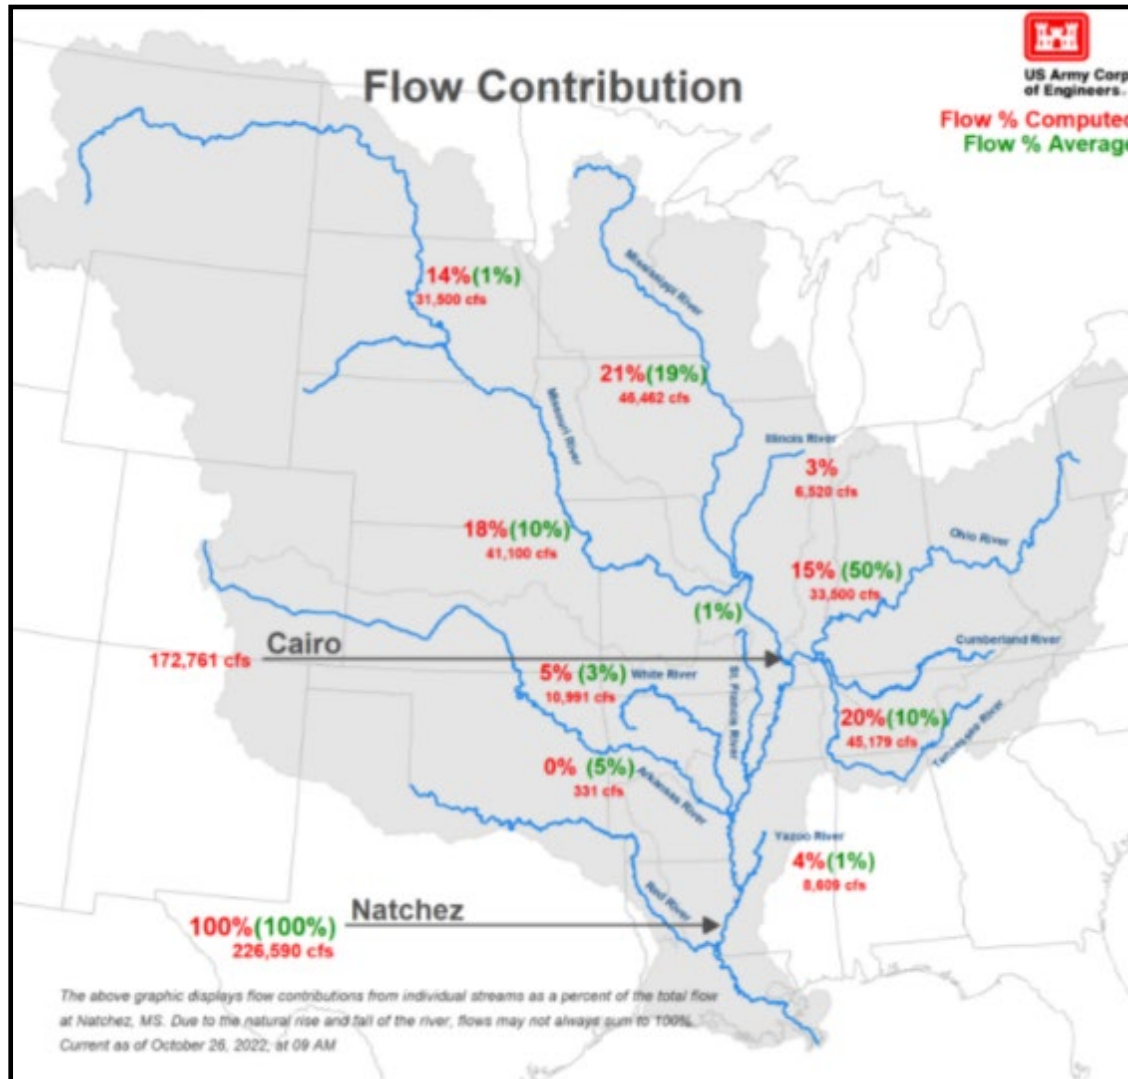 Flow Contribution
US Army Corp
of Engineers.
Flow % Computed
Flow % Average
14%(1%)
31,500 cfs
Mississippi River
21%(19%)
46,462 cfs
Missouri River
Illinois River
3%
6,520 cfs
18%(10%)
41,100 cfs
Ohio River
15% (50%)
33,500 cfs
(1%)
Cairo
172,761 cfs
Cumberland River
5% (3%)
10,991 cfs
White River
St. Francis River
20%(10%)
45,179 cfs
Tennessee River
0% (5%)
331 cfs
Arkansas River
Yazoo River
4%(1%)
8,609 cfs
Red River
Natchez
100%(100%)
226,590 cfs
The above graphic displays flow contributions from individual streams as a percent of the total flow
at Natchez, MS. Due to the natural rise and fall of the river, flows may not always sum to 100%.
Current as of October 26, 2022, at 09 AM